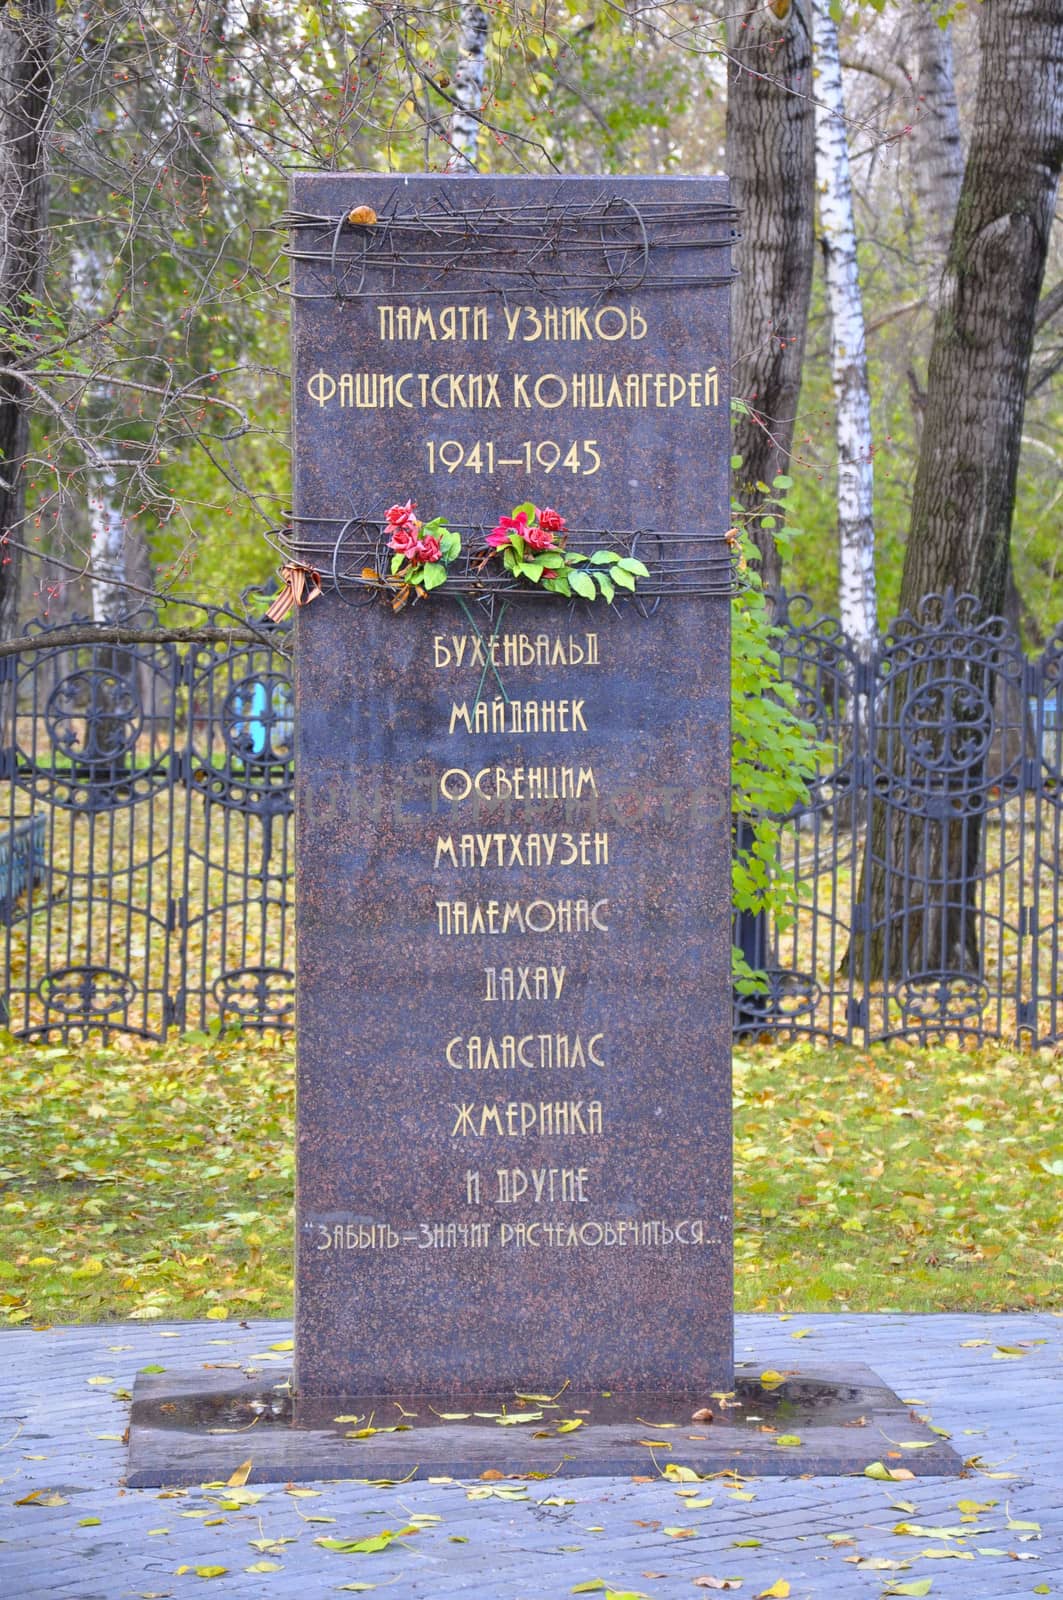 ПАМЯТИ УЗНИКОВ
ФАШИСТСКИХ КОНЦЛАГЕРЕЙ
1941–1945
БУХЕНВАЛЬД
МАЙДАНЕК
ОСВЕНЦИМ
МАУТХАУЗЕН
ПАЛЕМОНАС
ДАХАУ
САЛАСПИЛС
ЖМЕРИНКА
И ДРУГИЕ
"ЗАБЫТЬ – ЗНАЧИТ РАСЧЕЛОВЕЧИТЬСЯ..."